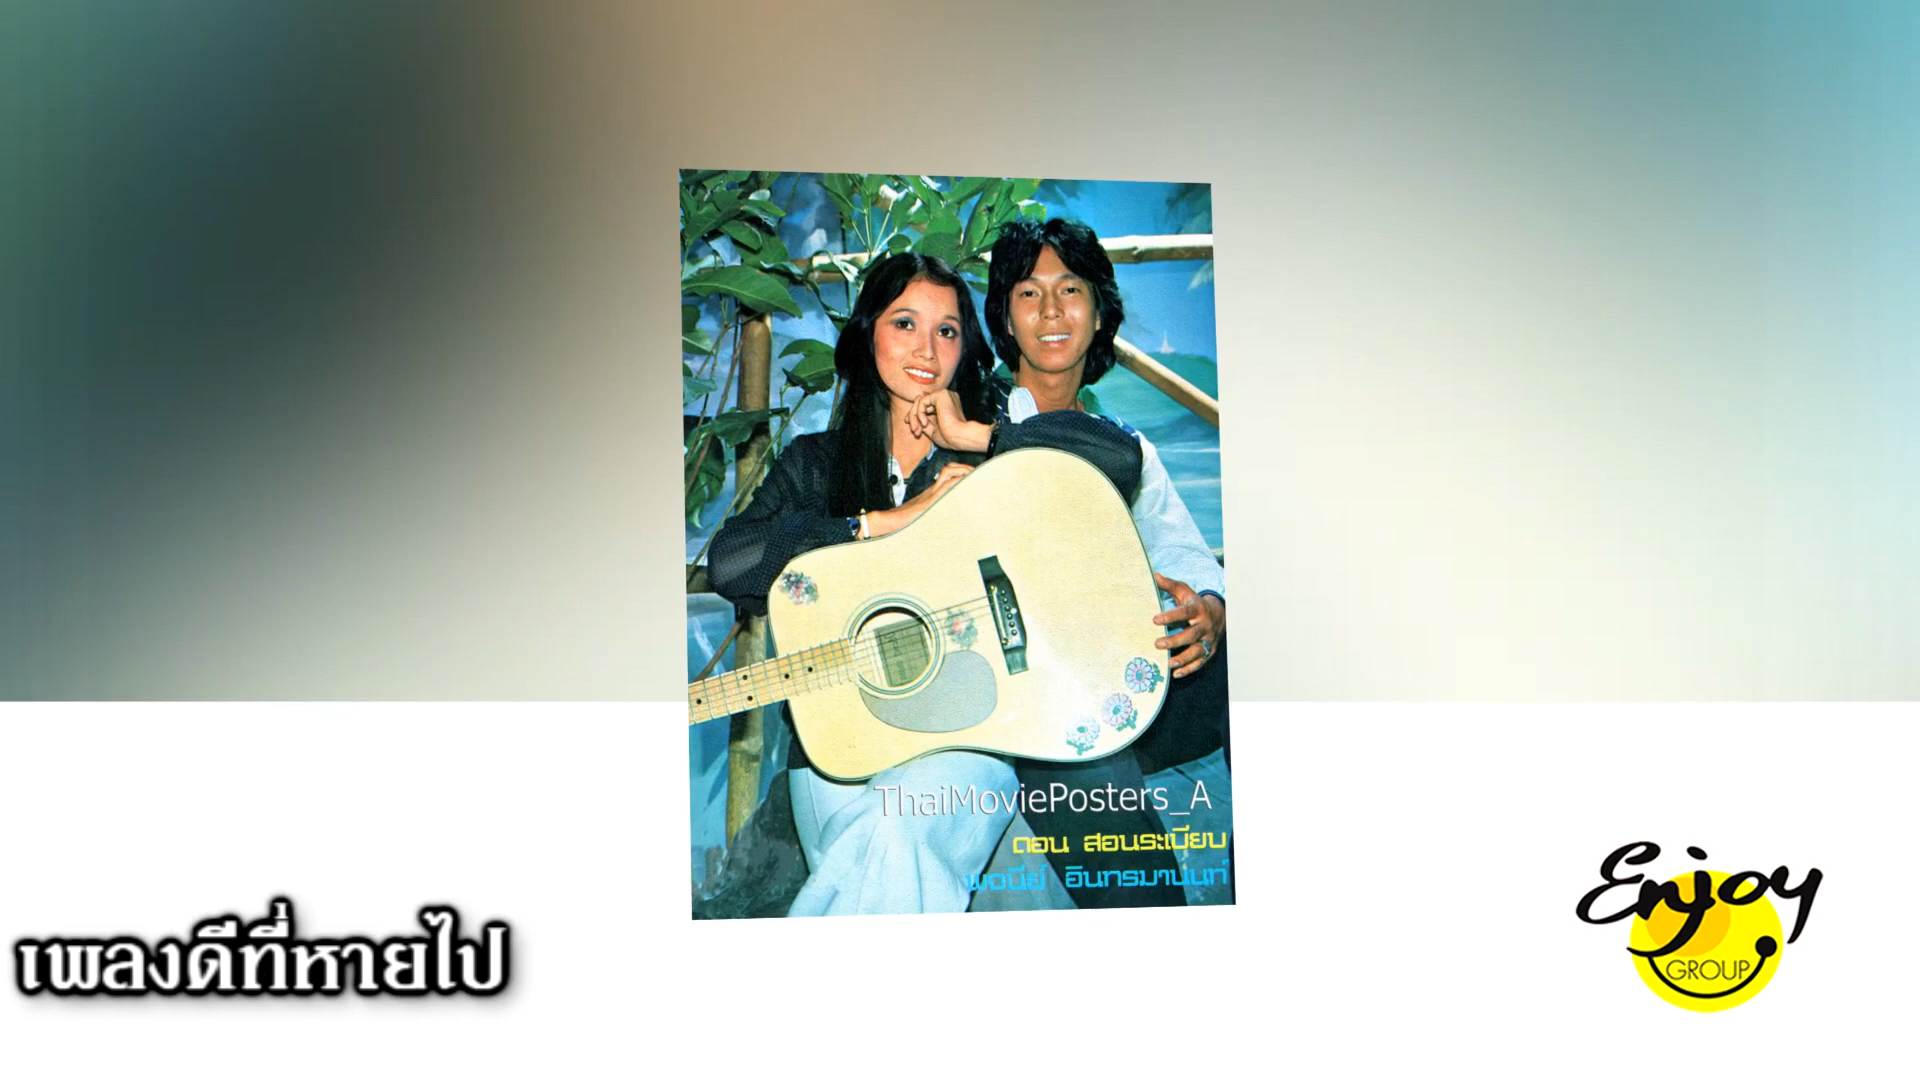 ThaiMoviePosters_A
ดอน สอนระเบียบ
พจนีย์ อินทรมานนท์
เพลงดีที่หายไป
Enjoy
GROUP